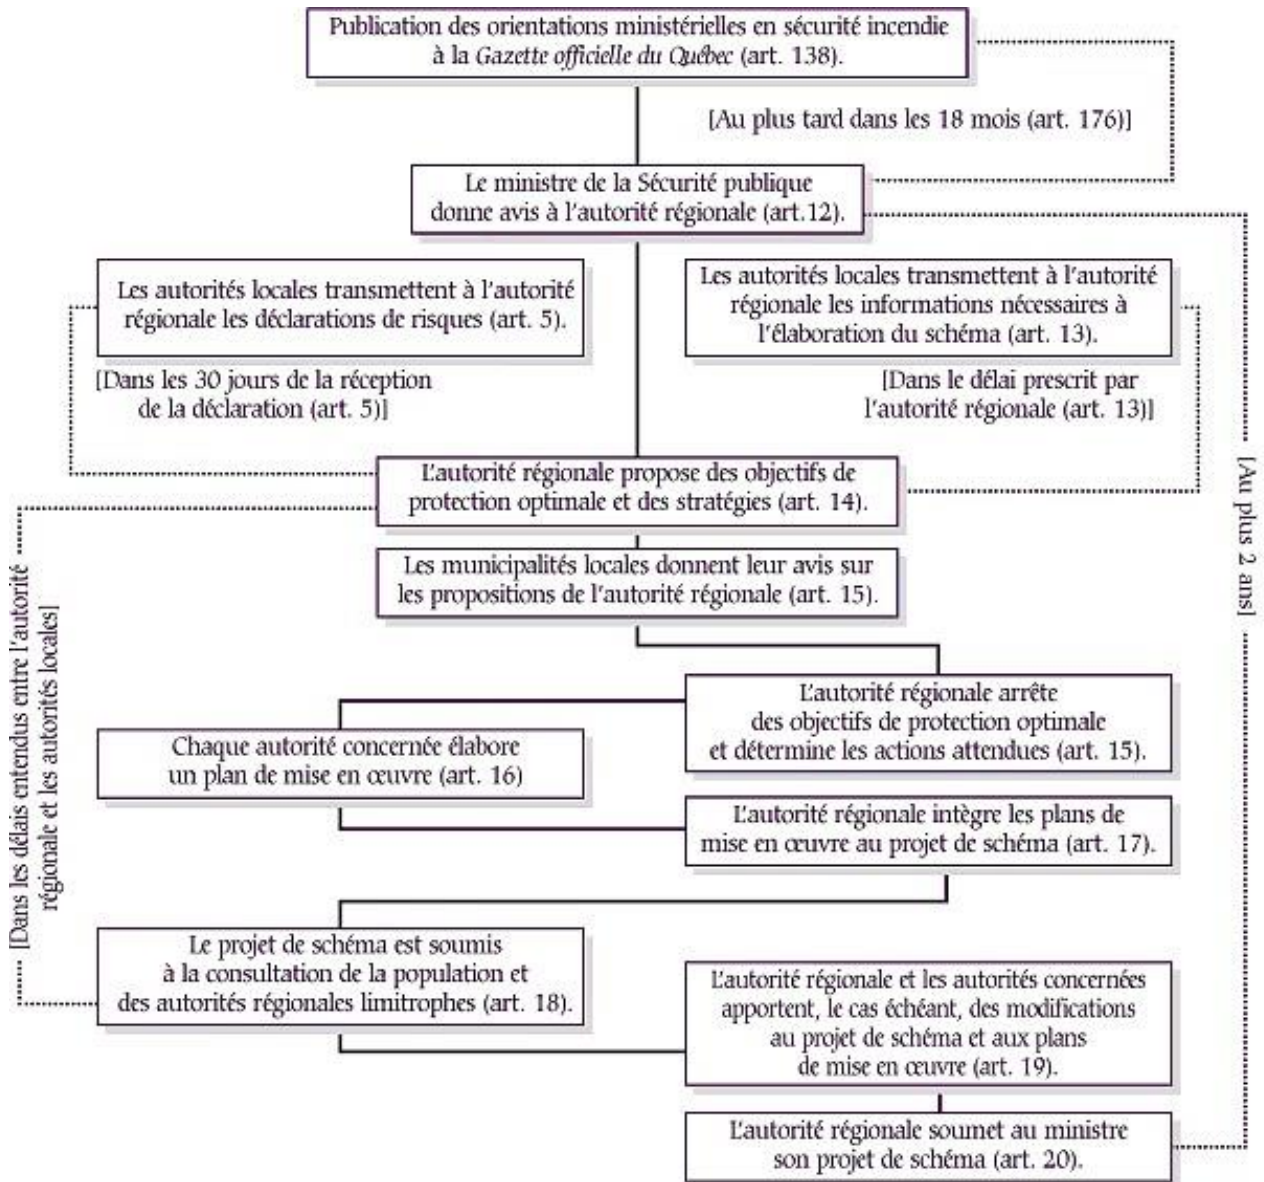 Publication des orientations ministérielles en sécurité incendie
à la Gazette officielle du Québec (art. 138).
[Au plus tard dans les 18 mois (art. 176)]
Le ministre de la Sécurité publique
donne avis à l'autorité régionale (art.12).
Les autorités locales transmettent à l'autorité
régionale les déclarations de risques (art. 5).
[Dans les 30 jours de la réception
de la déclaration (art. 5)]
Les autorités locales transmettent à l'autorité
régionale les informations nécessaires à
l'élaboration du schéma (art. 13).
[Dans le délai prescrit par
l'autorité régionale (art. 13)]
L'autorité régionale propose des objectifs de
protection optimale et des stratégies (art. 14).
Les municipalités locales donnent leur avis sur
les propositions de l'autorité régionale (art. 15).
L'autorité régionale arrête
des objectifs de protection optimale
et détermine les actions attendues (art. 15).
Chaque autorité concernée élabore
un plan de mise en œuvre (art. 16)
L'autorité régionale intègre les plans de
mise en œuvre au projet de schéma (art. 17).
Le projet de schéma est soumis
à la consultation de la population et
des autorités régionales limitrophes (art. 18).
L'autorité régionale et les autorités concernées
apportent, le cas échéant, des modifications
au projet de schéma et aux plans
de mise en œuvre (art. 19).
L'autorité régionale soumet au ministre
son projet de schéma (art. 20).
[Dans les délais entendus entre l'autorité
régionale et les autorités locales]
[Au plus 2 ans]